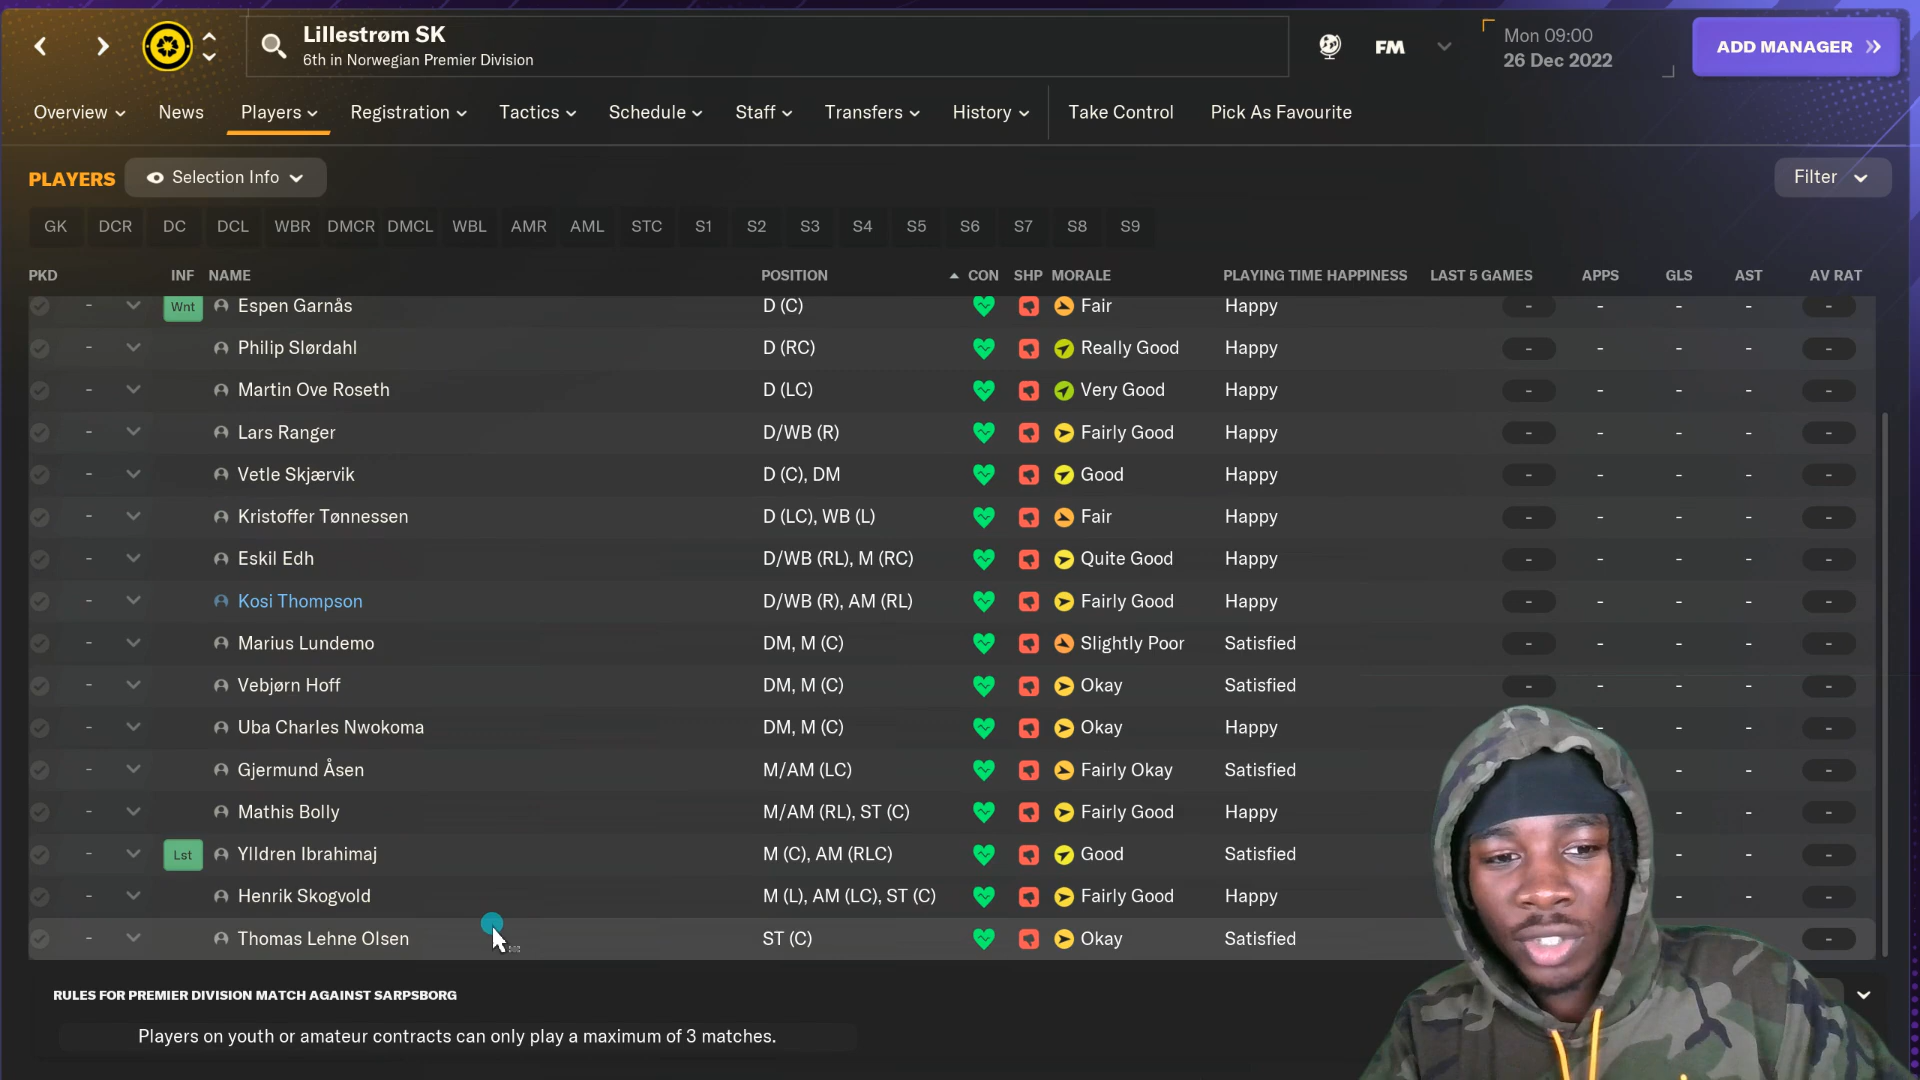 Lillestrøm SK
6th in Norwegian Premier Division
FM
Mon 09:00
26 Dec 2022
ADD MANAGER
Overview News Players Registration Tactics Schedule Staff Transfers History Take Control Pick As Favourite
PLAYERS Selection Info Filter
GK DCR DC DCL WBR DMCR DMCL WBL AMR AML STC S1 S2 S3 S4 S5 S6 S7 S8 S9
PKD INF NAME POSITION CON SHP MORALE PLAYING TIME HAPPINESS LAST 5 GAMES APPS GLS AST AV RAT
- Wnt Espen Garnås D (C) Fair Happy - - - - -
- Philip Slørdahl D (RC) Really Good Happy - - - - -
- Martin Ove Roseth D (LC) Very Good Happy - - - - -
- Lars Ranger D/WB (R) Fairly Good Happy - - - - -
- Vetle Skjærvik D (C), DM Good Happy - - - - -
- Kristoffer Tønnessen D (LC), WB (L) Fair Happy - - - - -
- Eskil Edh D/WB (RL), M (RC) Quite Good Happy - - - - -
- Kosi Thompson D/WB (R), AM (RL) Fairly Good Happy - - - - -
- Marius Lundemo DM, M (C) Slightly Poor Satisfied - - - - -
- Vebjørn Hoff DM, M (C) Okay Satisfied - - - - -
- Uba Charles Nwokoma DM, M (C) Okay Happy - - - -
- Gjermund Åsen M/AM (LC) Fairly Okay Satisfied - - -
- Mathis Bolly M/AM (RL), ST (C) Fairly Good Happy - - -
- Lst Ylldren Ibrahimaj M (C), AM (RLC) Good Satisfied - - -
- Henrik Skogvold M (L), AM (LC), ST (C) Fairly Good Happy - - -
- Thomas Lehne Olsen ST (C) Okay Satisfied -
RULES FOR PREMIER DIVISION MATCH AGAINST SARPSBORG
Players on youth or amateur contracts can only play a maximum of 3 matches.